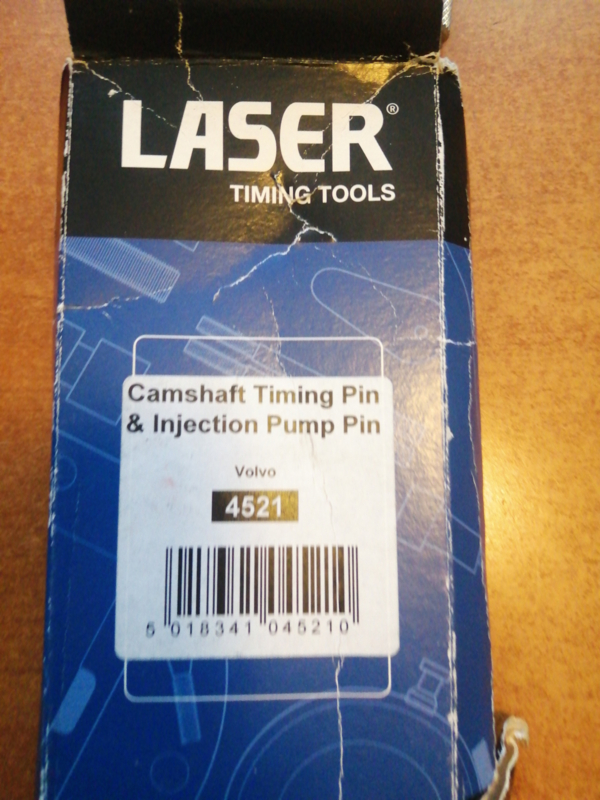 LASER®
TIMING TOOLS
Camshaft Timing Pin
& Injection Pump Pin
Volvo
4521
5 018341 045210